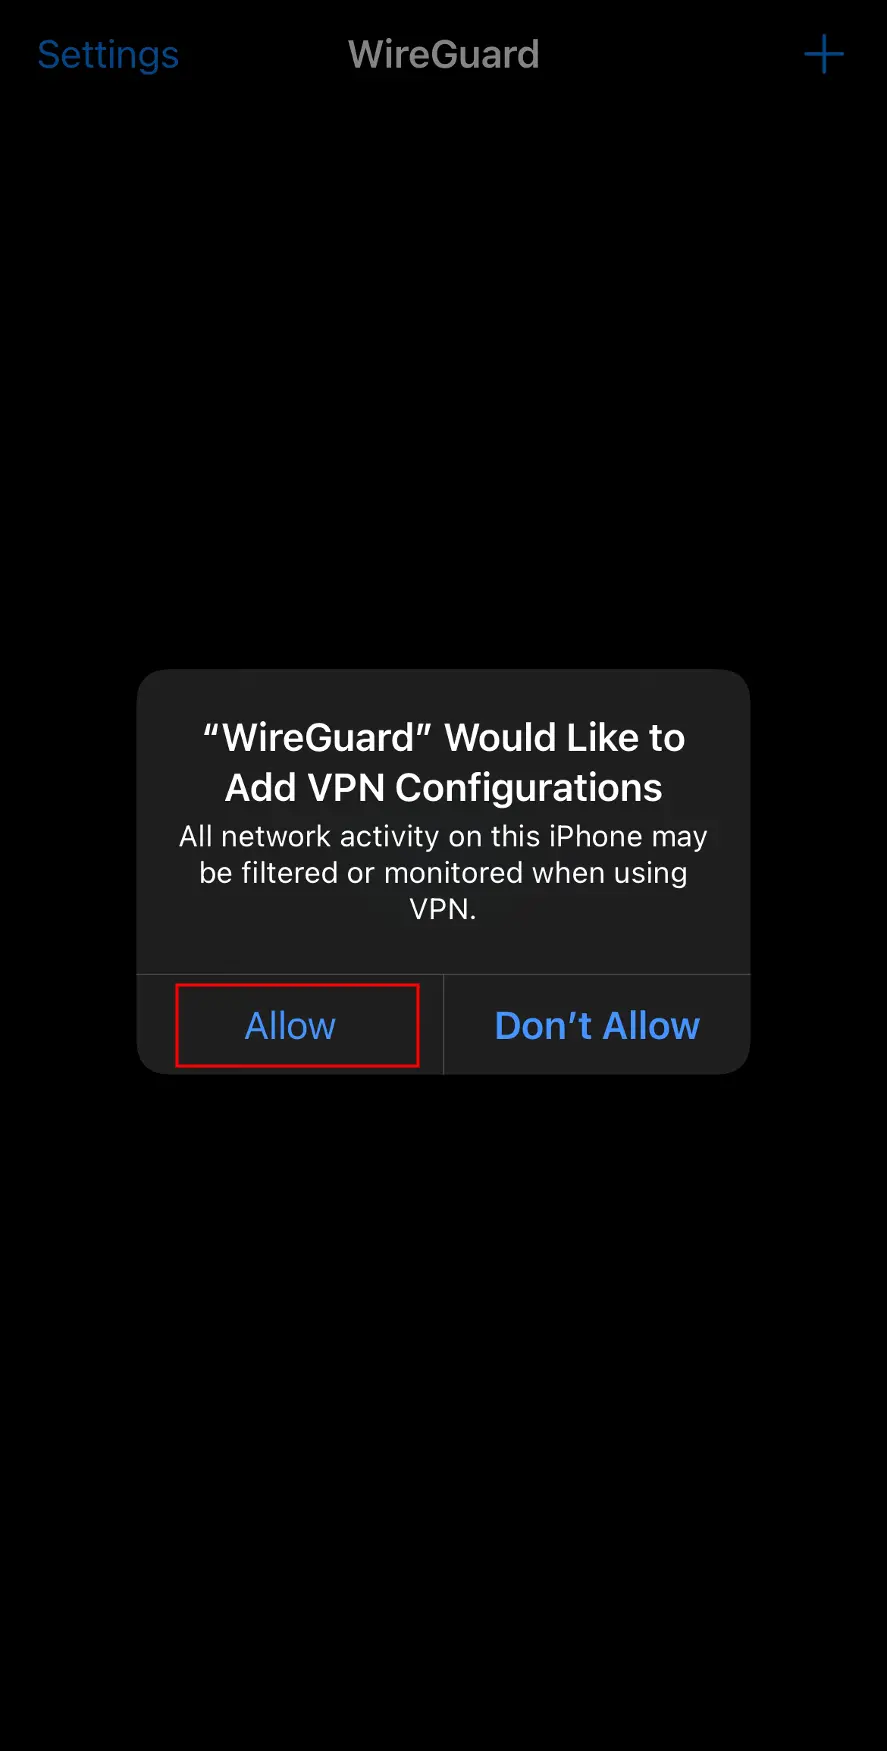 Settings
WireGuard
“WireGuard” Would Like to
Add VPN Configurations
All network activity on this iPhone may
be filtered or monitored when using
VPN.
Allow
Don’t Allow